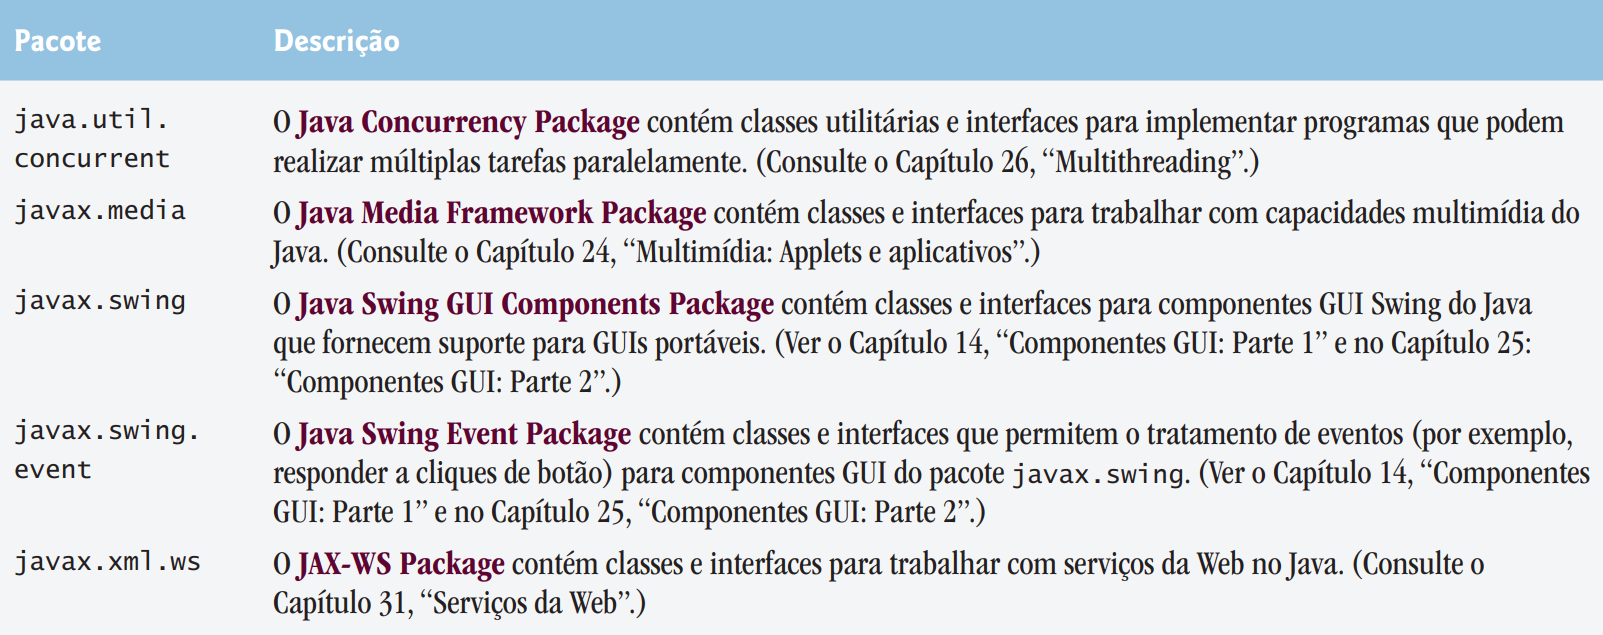 Pacote Descrição
java.util. O Java Concurrency Package contém classes utilitárias e interfaces para implementar programas que podem
concurrent realizar múltiplas tarefas paralelamente. (Consulte o Capítulo 26, “Multithreading”.)
javax.media O Java Media Framework Package contém classes e interfaces para trabalhar com capacidades multimídia do
Java. (Consulte o Capítulo 24, “Multimídia: Applets e aplicativos”.)
javax.swing O Java Swing GUI Components Package contém classes e interfaces para componentes GUI Swing do Java
que fornecem suporte para GUIs portáveis. (Ver o Capítulo 14, “Componentes GUI: Parte 1” e no Capítulo 25:
“Componentes GUI: Parte 2”.)
javax.swing. O Java Swing Event Package contém classes e interfaces que permitem o tratamento de eventos (por exemplo,
event responder a cliques de botão) para componentes GUI do pacote javax.swing. (Ver o Capítulo 14, “Componentes
GUI: Parte 1” e no Capítulo 25, “Componentes GUI: Parte 2”.)
javax.xml.ws O JAX-WS Package contém classes e interfaces para trabalhar com serviços da Web no Java. (Consulte o
Capítulo 31, “Serviços da Web”.)